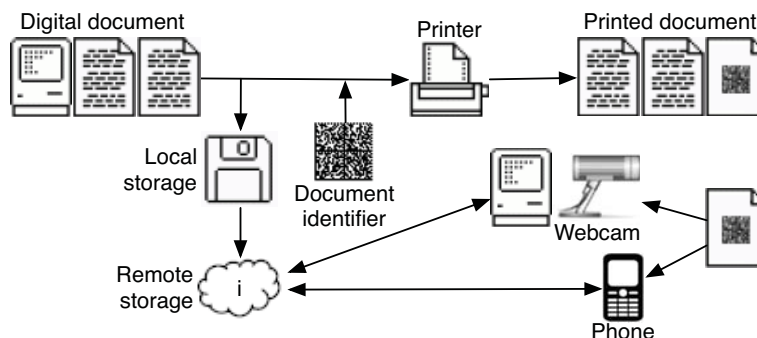 Digital document
Printer
Printed document
Local
storage
Document
identifier
Webcam
Remote
storage
i
Phone